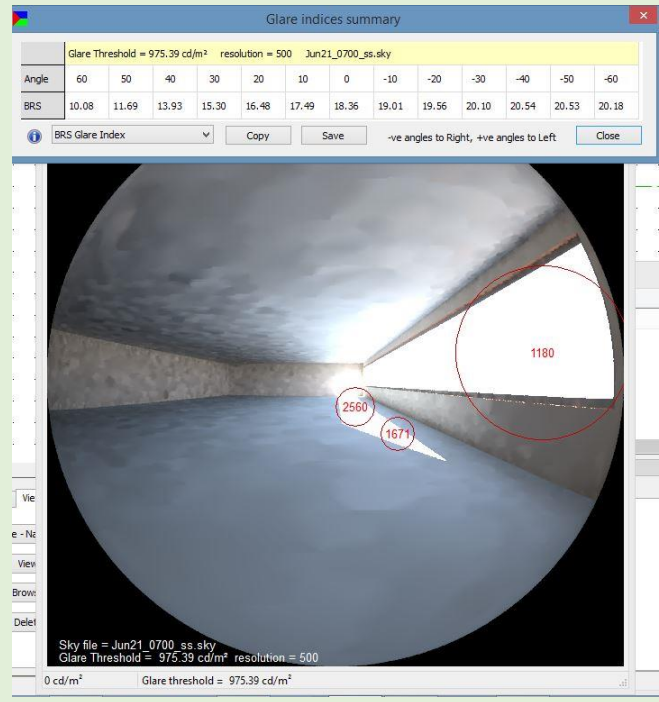 Glare indices summary
Glare Threshold = 975.39 cd/m² resolution = 500 Jun21_0700_ss.sky
Angle 60 50 40 30 20 10 0 -10 -20 -30 -40 -50 -60
BRS 10.08 11.69 13.93 15.30 16.48 17.49 18.36 19.01 19.56 20.10 20.54 20.53 20.18
BRS Glare Index Copy Save -ve angles to Right, +ve angles to Left Close
1180
2560
1671
Vie
e - Na
View
Brows
Delet
Sky file = Jun21_0700_ss.sky
Glare Threshold = 975.39 cd/m² resolution = 500
0 cd/m² Glare threshold = 975.39 cd/m²